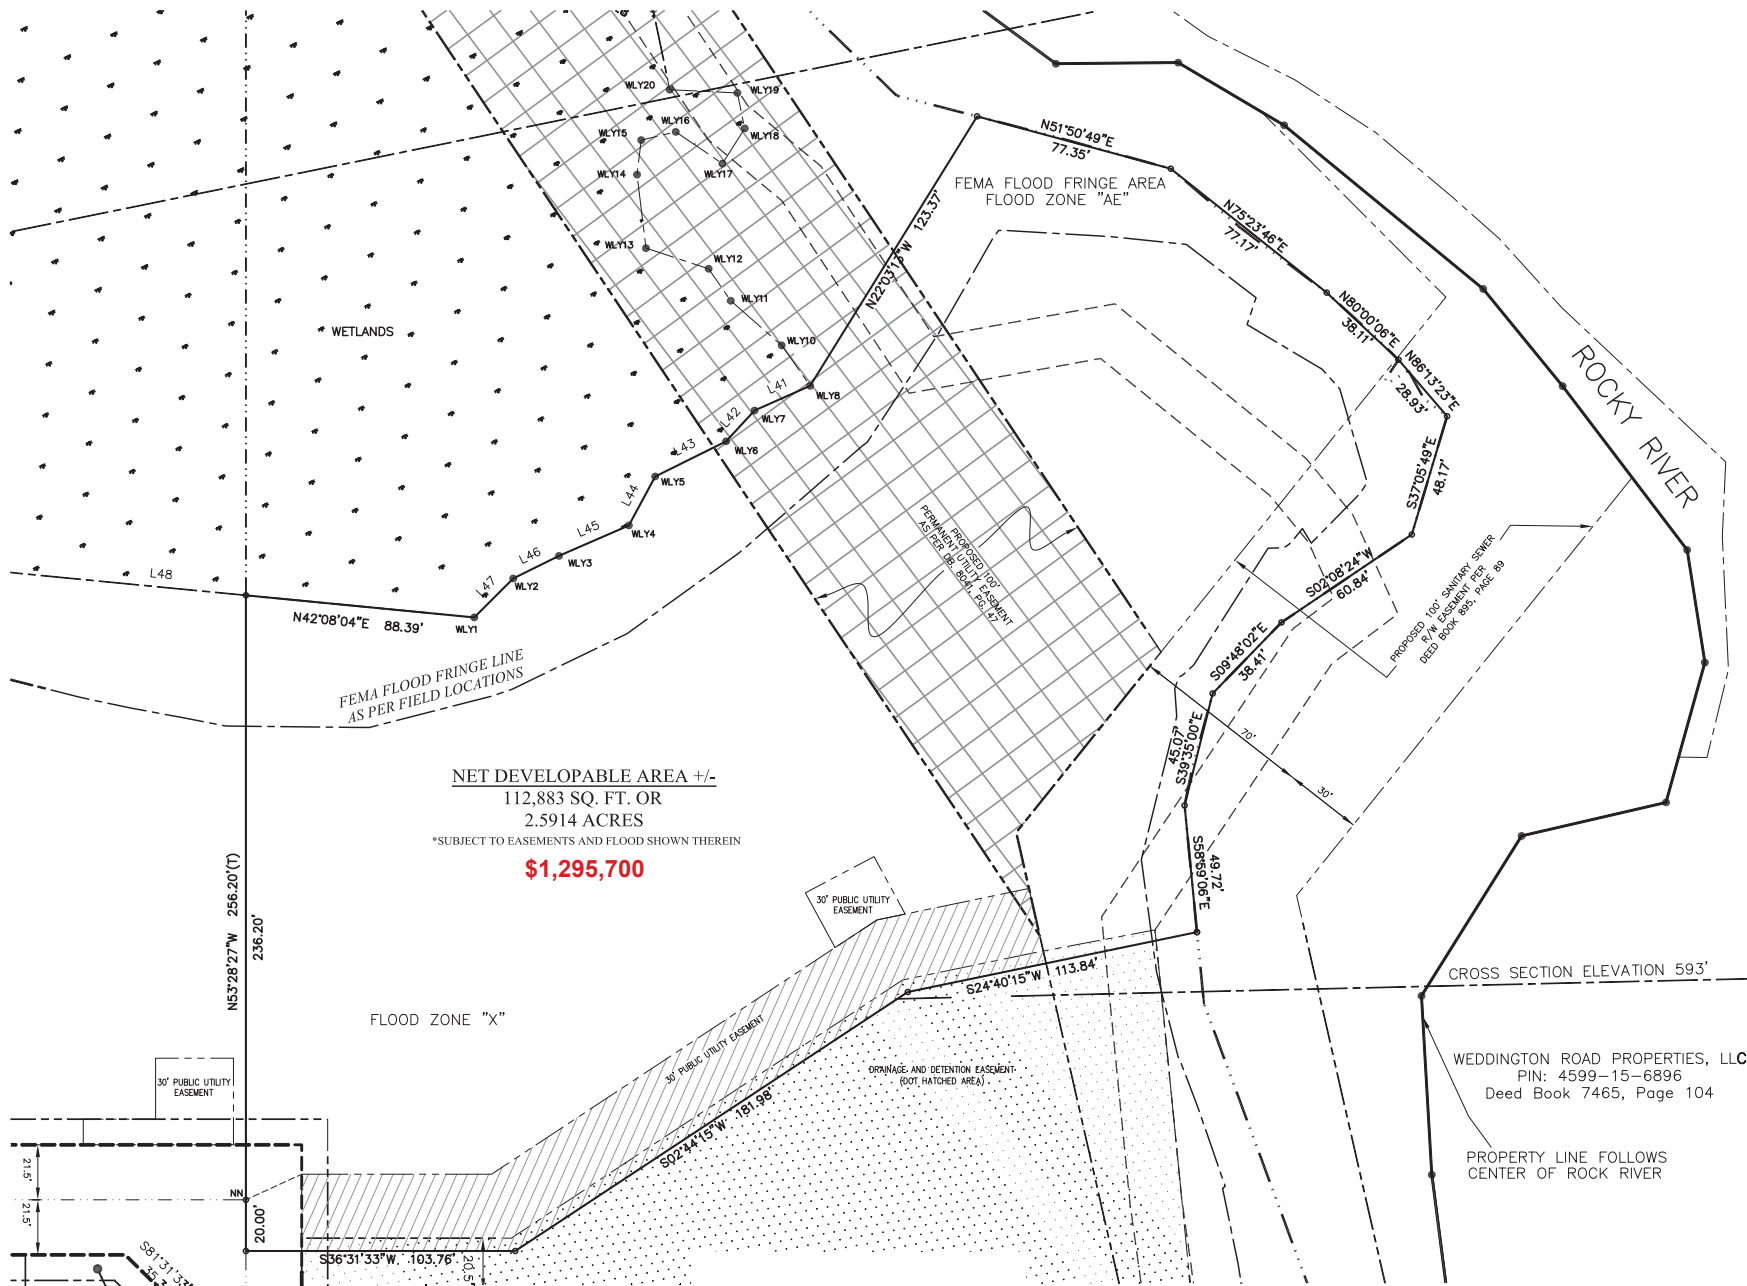 WLY20
WLY19
WLY16
WLY15
WLY18
WLY17
WLY14
N51°50'49"E
77.35'
FEMA FLOOD FRINGE AREA
FLOOD ZONE "AE"
N75°23'46"E
77.17'
123.37'
N22°03'13"W
WLY13
WLY12
WLY11
WLY10
WETLANDS
N80°00'06"E
38.11'
N86°13'23"E
28.93'
ROCKY RIVER
L41
WLY8
L42
WLY7
L43
WLY6
S37°05'49"E
48.17'
L44
WLY5
L45
WLY4
L46
WLY3
L47
WLY2
L48
N42°08'04"E 88.39'
WLY1
PROPOSED 100'
PERMANENT UTILITY EASEMENT
AS PER DB. 8041, PG. 47
PROPOSED 100' SANITARY SEWER
R/W EASEMENT PER
DEED BOOK 895, PAGE 89
S02°08'24"W
60.84'
S09°48'02"E
38.41'
FEMA FLOOD FRINGE LINE
AS PER FIELD LOCATIONS
45.07'
S39°35'00"E
70'
30'
NET DEVELOPABLE AREA +/-
112,883 SQ. FT. OR
2.5914 ACRES
*SUBJECT TO EASEMENTS AND FLOOD SHOWN THEREIN
$1,295,700
49.72'
S58°59'06"E
30' PUBLIC UTILITY
EASEMENT
N53°28'27"W 256.20'(T)
236.20'
S24°40'15"W 113.84'
CROSS SECTION ELEVATION 593'
FLOOD ZONE "X"
30' PUBLIC UTILITY EASEMENT
DRAINAGE AND DETENTION EASEMENT
(DOT HATCHED AREA)
WEDDINGTON ROAD PROPERTIES, LLC
PIN: 4599-15-6896
Deed Book 7465, Page 104
30' PUBLIC UTILITY
EASEMENT
S02°44'15"W 181.98'
PROPERTY LINE FOLLOWS
CENTER OF ROCK RIVER
21.5'
NN
21.5'
20.00'
S36°31'33"W 103.76'
20.5'
S81°31'33"